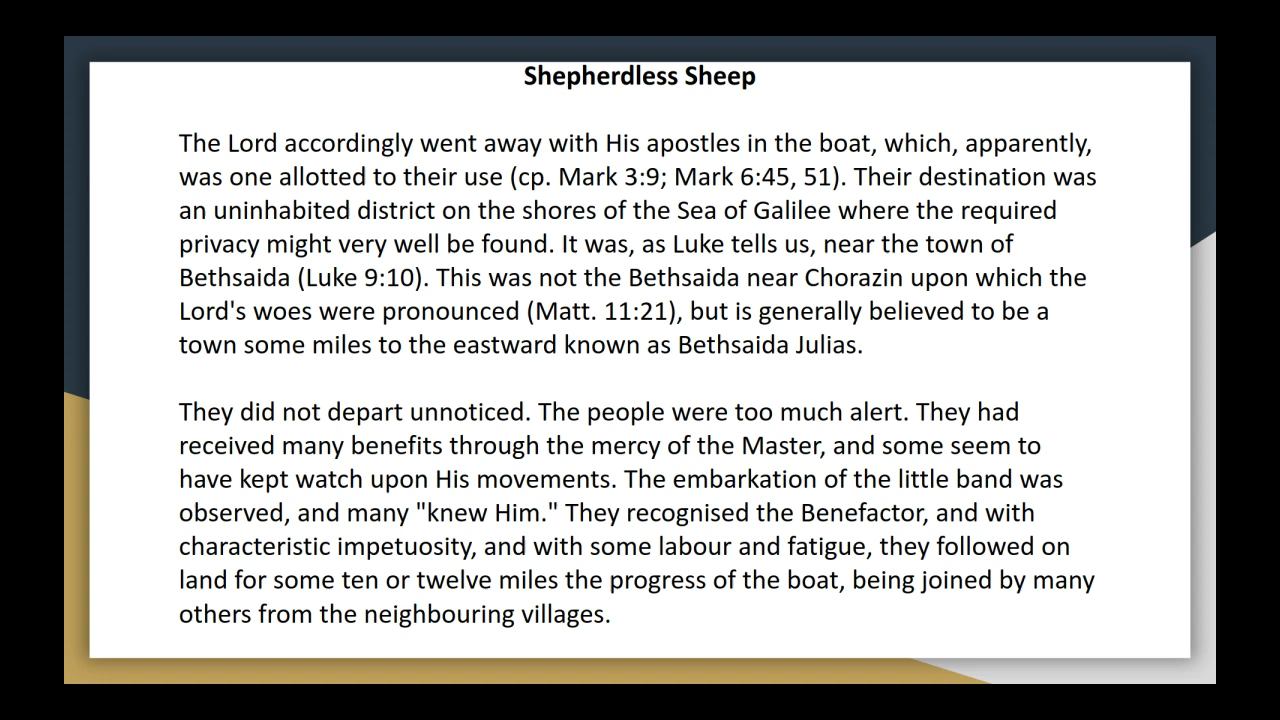 Shepherdless Sheep
The Lord accordingly went away with His apostles in the boat, which, apparently,
was one allotted to their use (cp. Mark 3:9; Mark 6:45, 51). Their destination was
an uninhabited district on the shores of the Sea of Galilee where the required
privacy might very well be found. It was, as Luke tells us, near the town of
Bethsaida (Luke 9:10). This was not the Bethsaida near Chorazin upon which the
Lord's woes were pronounced (Matt. 11:21), but is generally believed to be a
town some miles to the eastward known as Bethsaida Julias.
They did not depart unnoticed. The people were too much alert. They had
received many benefits through the mercy of the Master, and some seem to
have kept watch upon His movements. The embarkation of the little band was
observed, and many "knew Him." They recognised the Benefactor, and with
characteristic impetuosity, and with some labour and fatigue, they followed on
land for some ten or twelve miles the progress of the boat, being joined by many
others from the neighbouring villages.